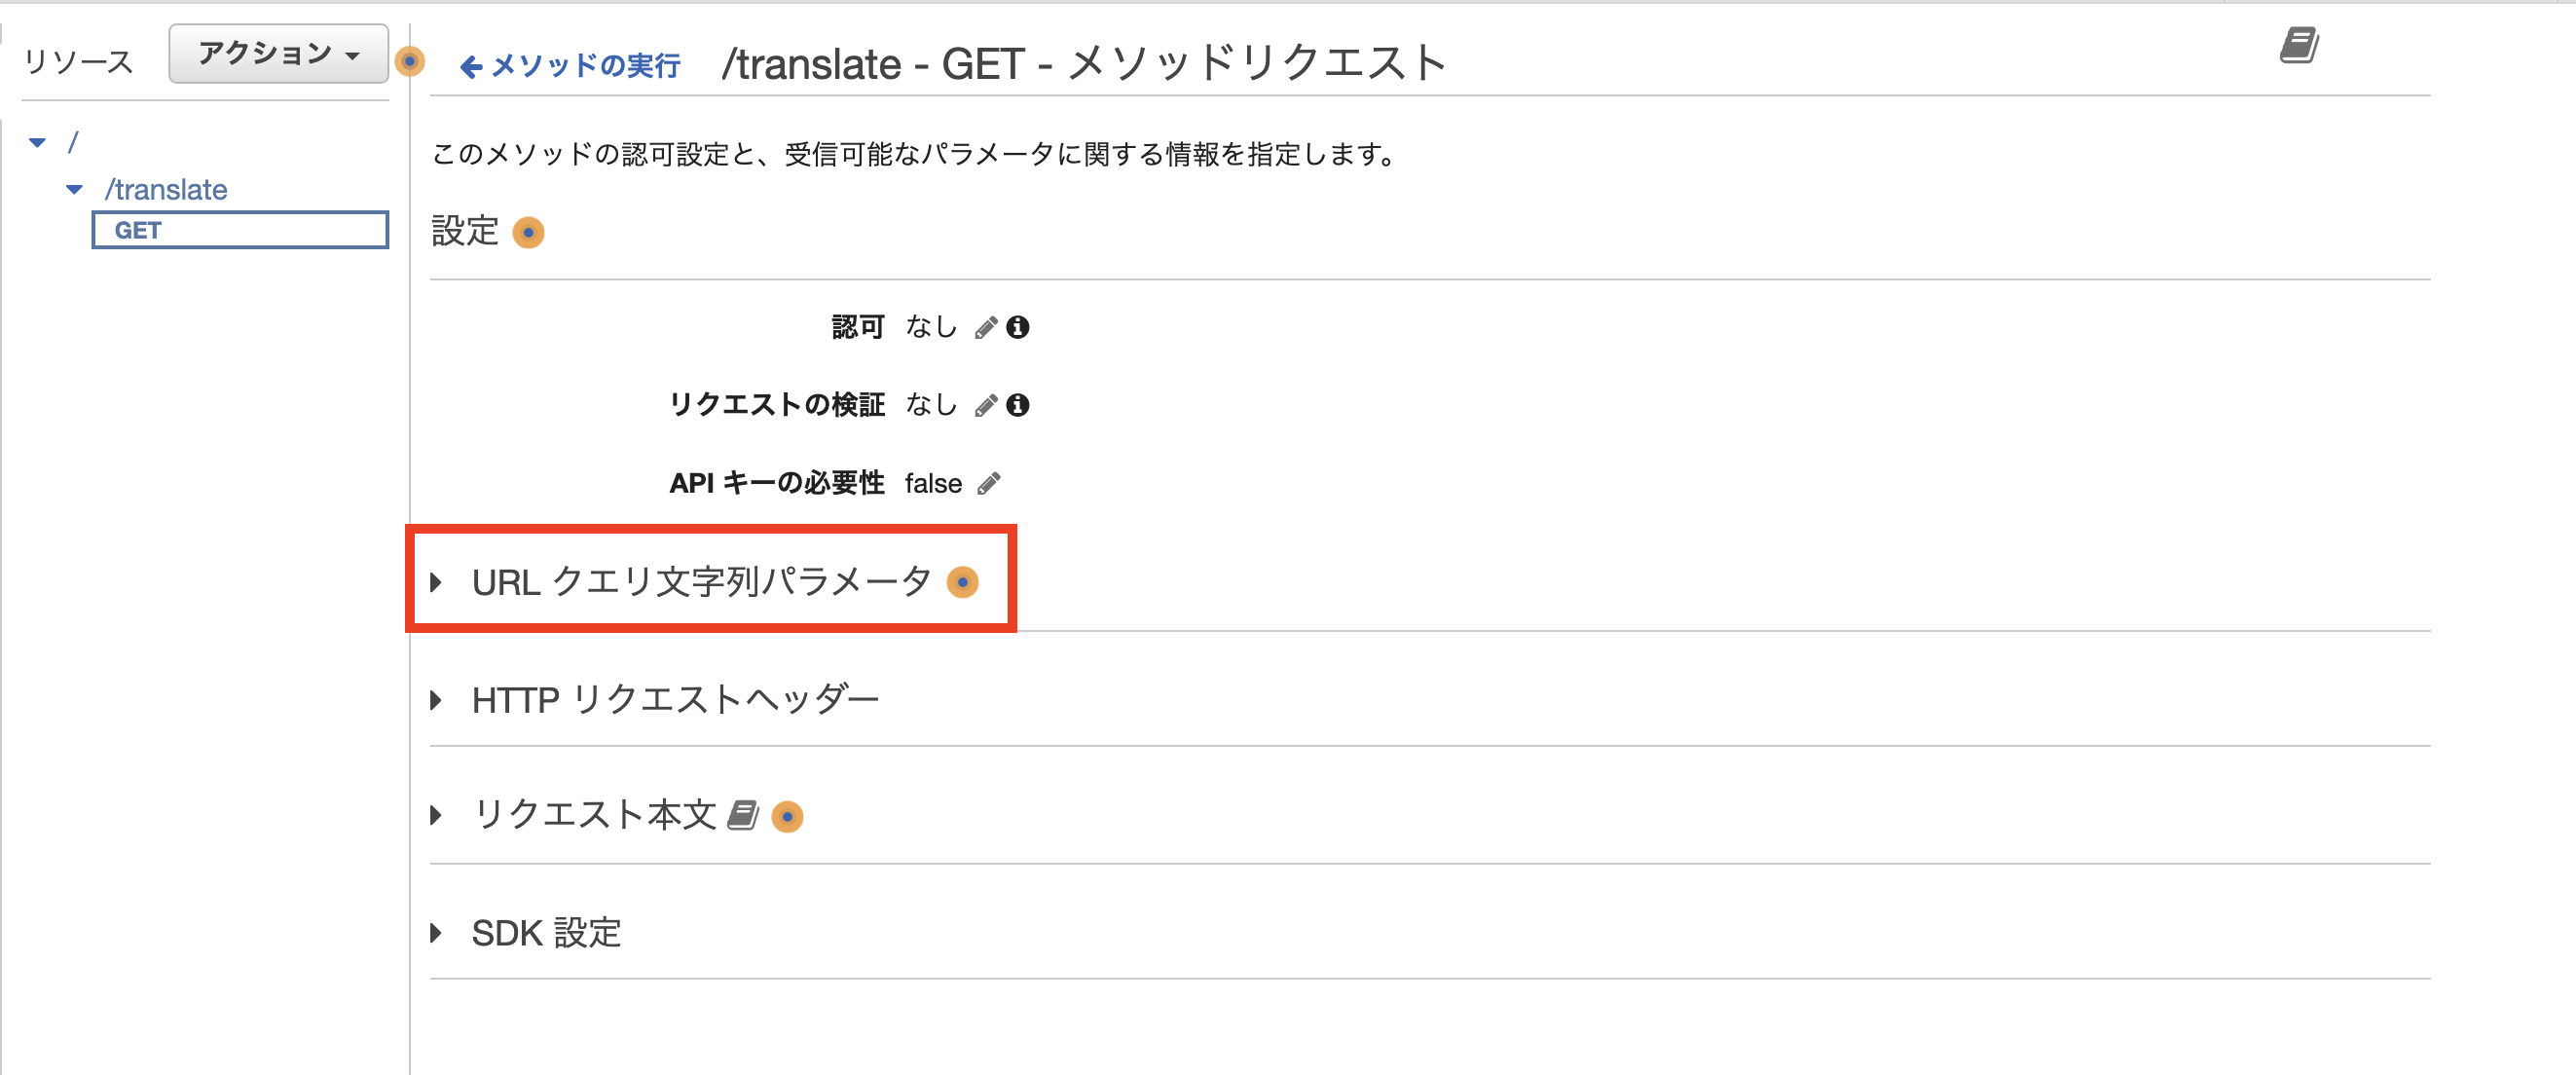 リソース
アクション
メソッドの実行
/translate - GET - メソッドリクエスト
/
/translate
GET
このメソッドの認可設定と、受信可能なパラメータに関する情報を指定します。
設定
認可 なし
リクエストの検証 なし
API キーの必要性 false
URL クエリ文字列パラメータ
HTTP リクエストヘッダー
リクエスト本文
SDK 設定